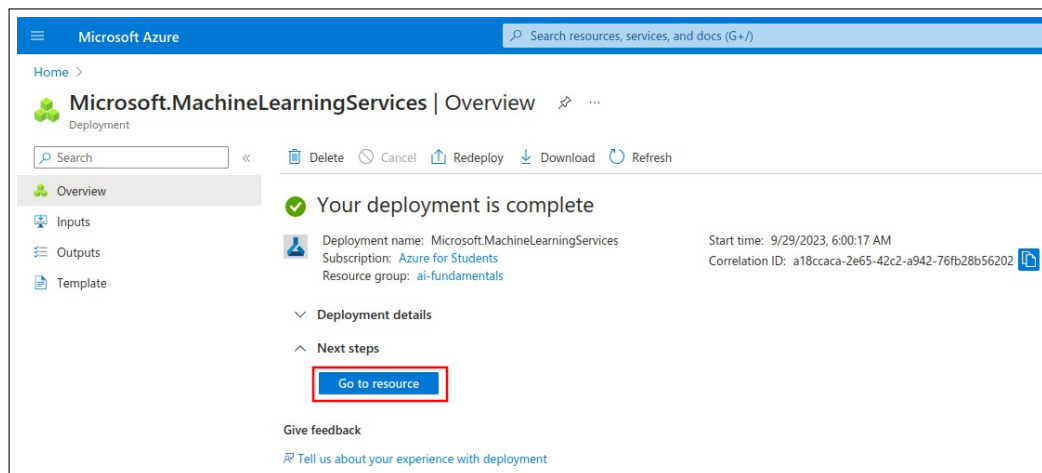 Microsoft Azure
Search resources, services, and docs (G+/)
Home >
Microsoft.MachineLearningServices | Overview ...
Deployment
Search «
Delete Cancel Redeploy Download Refresh
Overview
Inputs
Outputs
Template
Your deployment is complete
Deployment name: Microsoft.MachineLearningServices
Subscription: Azure for Students
Resource group: ai-fundamentals
Start time: 9/29/2023, 6:00:17 AM
Correlation ID: a18ccaca-2e65-42c2-a942-76fb28b56202
Deployment details
Next steps
Go to resource
Give feedback
Tell us about your experience with deployment